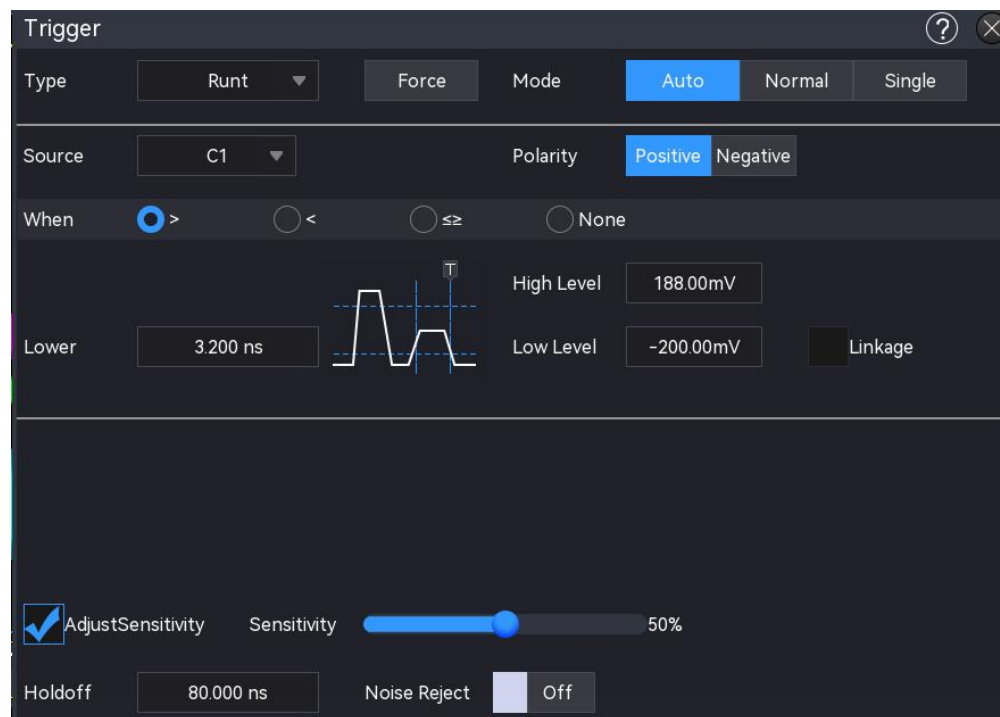 Trigger ?
Type Runt Force Mode Auto Normal Single
Source C1 Polarity Positive Negative
When > < ≤≥ None
T
High Level 188.00mV
Lower 3.200 ns Low Level -200.00mV Linkage
AdjustSensitivity Sensitivity 50%
Holdoff 80.000 ns Noise Reject Off